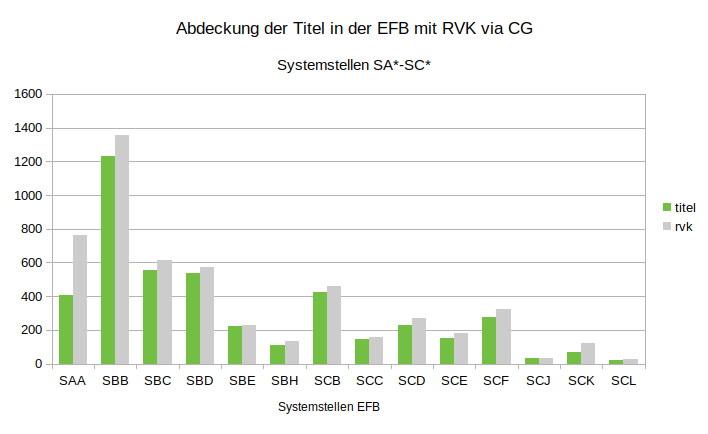 Abdeckung der Titel in der EFB mit RVK via CG
Systemstellen SA*-SC*
1600
1400
1200
1000
800
600
400
200
0
SAA SBB SBC SBD SBE SBH SCB SCC SCD SCE SCF SCJ SCK SCL
Systemstellen EFB
titel
rvk